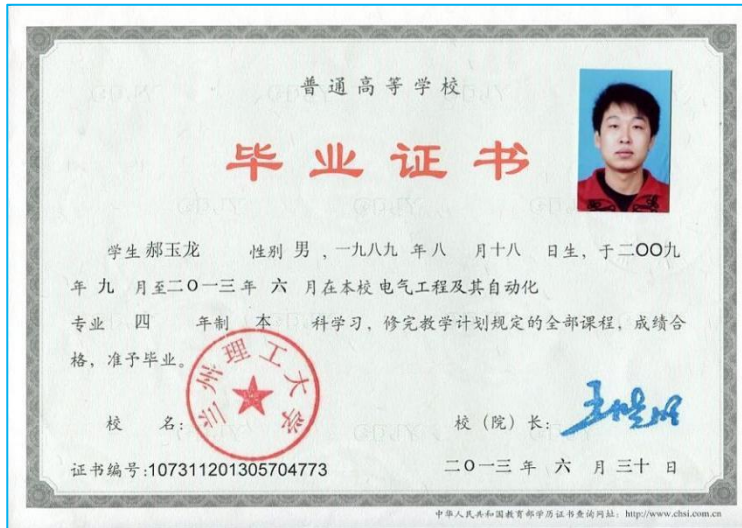 普通高等学校
毕业证书
学生 郝玉龙 性别 男 , 一九八九 年 八 月 十八 日生, 于 二OO九
年 九 月至 二O一三 年 六 月在本校 电气工程及其自动化
专业 四 年制 本 科学习, 修完教学计划规定的全部课程, 成绩合
格, 准予毕业。
兰州理工大学
校 名: 校 (院) 长:
证书编号:107311201305704773 二O一三 年 六 月 三十 日
中华人民共和国教育部学历证书查询网址: http://www.chsi.com.cn